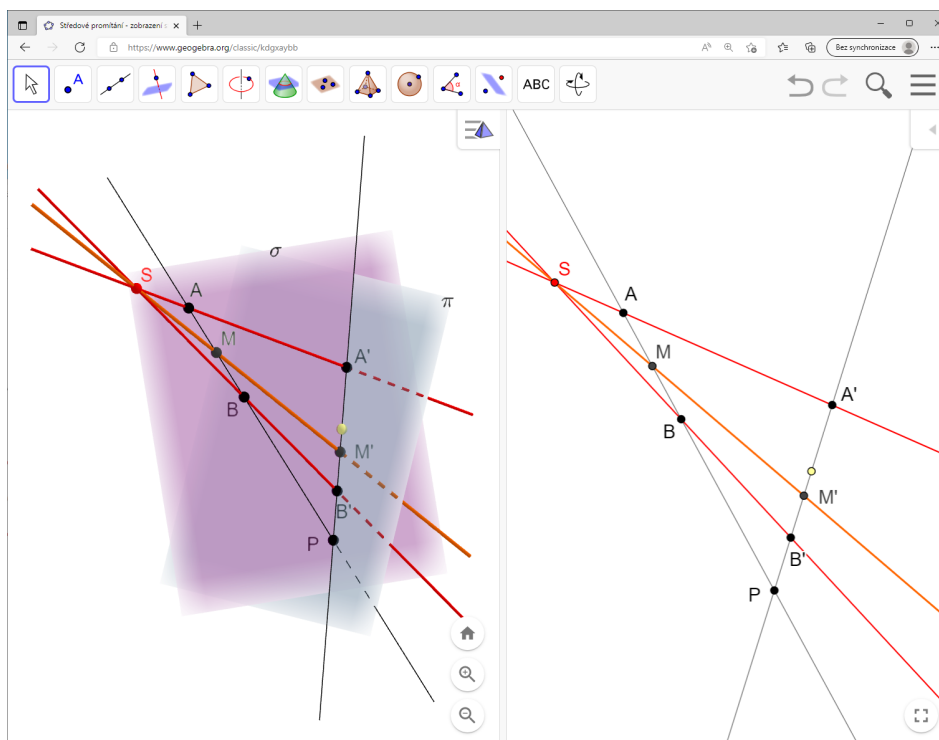 Středové promítání - zobrazení s
https://www.geogebra.org/classic/kdgxaybb
Bez synchronizace
A
α
ABC
σ
π
S
A
M
B
A'
M'
B'
P
S
A
M
B
A'
M'
B'
P